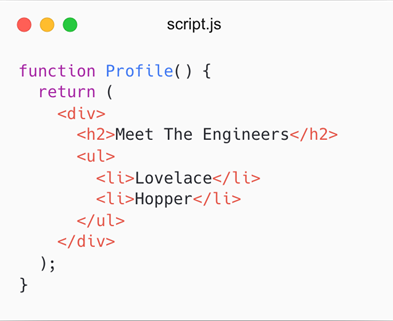 script.js
function Profile() {
  return (
    <div>
      <h2>Meet The Engineers</h2>
      <ul>
        <li>Lovelace</li>
        <li>Hopper</li>
      </ul>
    </div>
  );
}